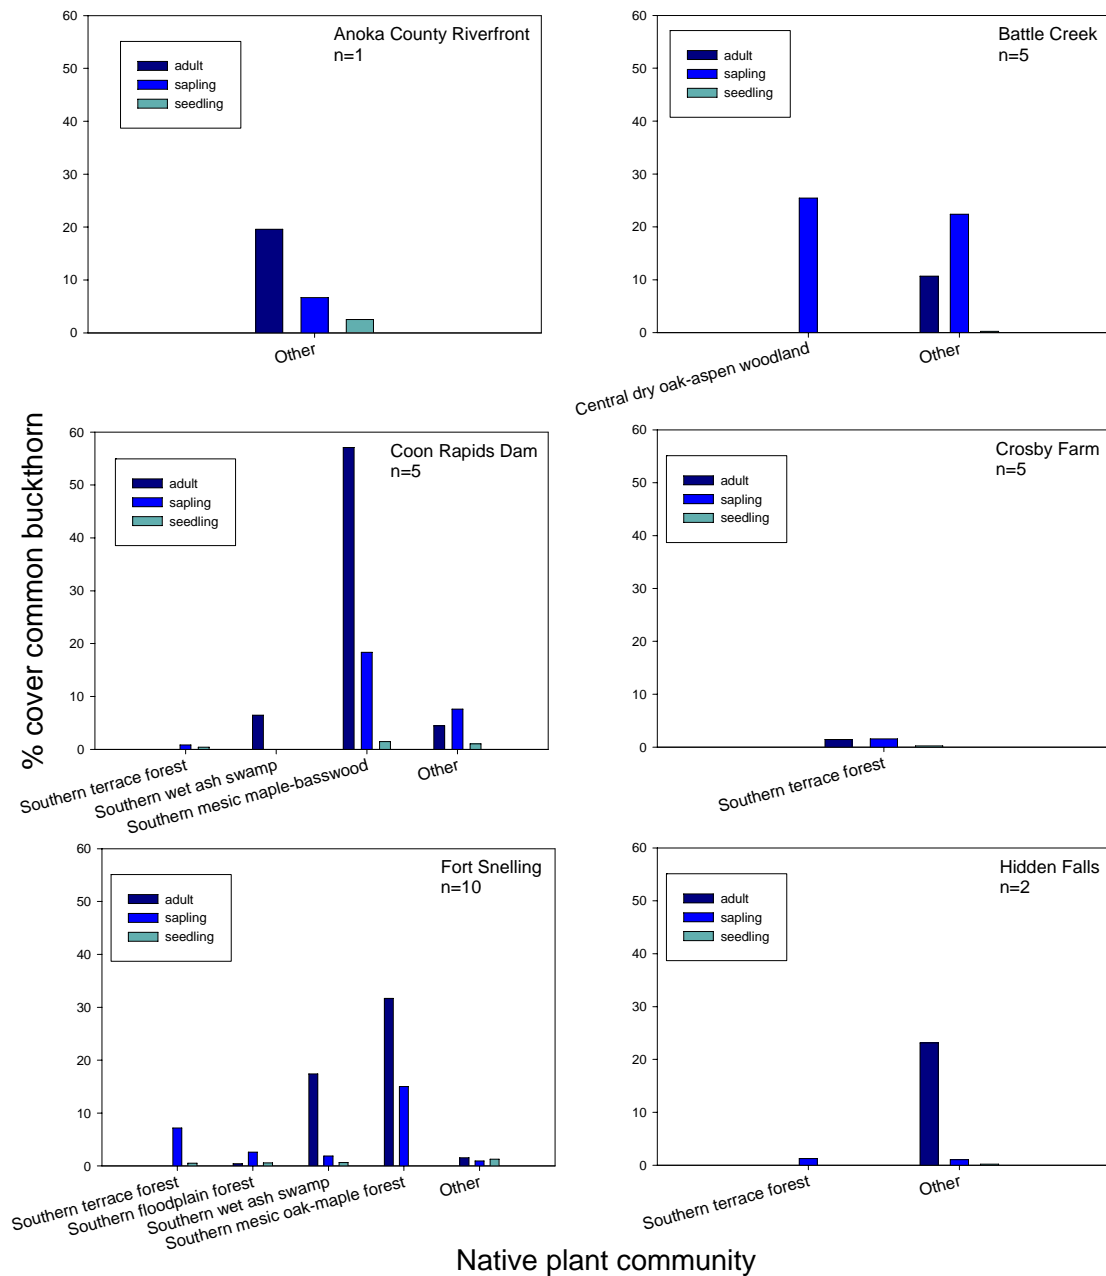 % cover common buckthorn
Anoka County Riverfront
n=1
adult
sapling
seedling
60
50
40
30
20
10
0
Other
Battle Creek
n=5
adult
sapling
seedling
60
50
40
30
20
10
0
Central dry oak-aspen woodland
Other
Coon Rapids Dam
n=5
adult
sapling
seedling
60
50
40
30
20
10
0
Southern terrace forest
Southern wet ash swamp
Southern mesic maple-basswood
Other
Crosby Farm
n=5
adult
sapling
seedling
60
50
40
30
20
10
0
Southern terrace forest
Fort Snelling
n=10
adult
sapling
seedling
60
50
40
30
20
10
0
Southern terrace forest
Southern floodplain forest
Southern wet ash swamp
Southern mesic oak-maple forest
Other
Hidden Falls
n=2
adult
sapling
seedling
60
50
40
30
20
10
0
Southern terrace forest
Other
Native plant community